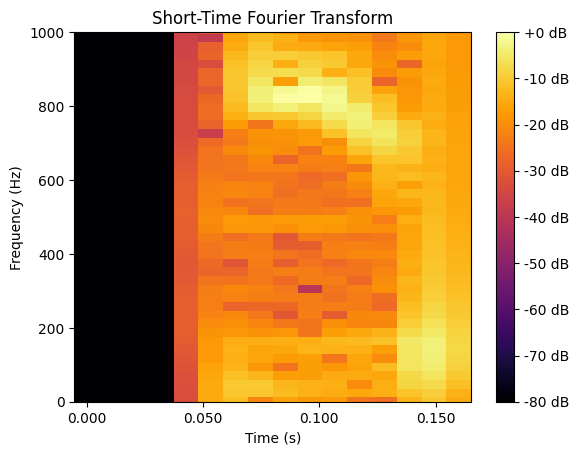 Short-Time Fourier Transform
1000
800
600
400
200
0
Frequency (Hz)
0.000
0.050
0.100
0.150
Time (s)
+0 dB
-10 dB
-20 dB
-30 dB
-40 dB
-50 dB
-60 dB
-70 dB
-80 dB